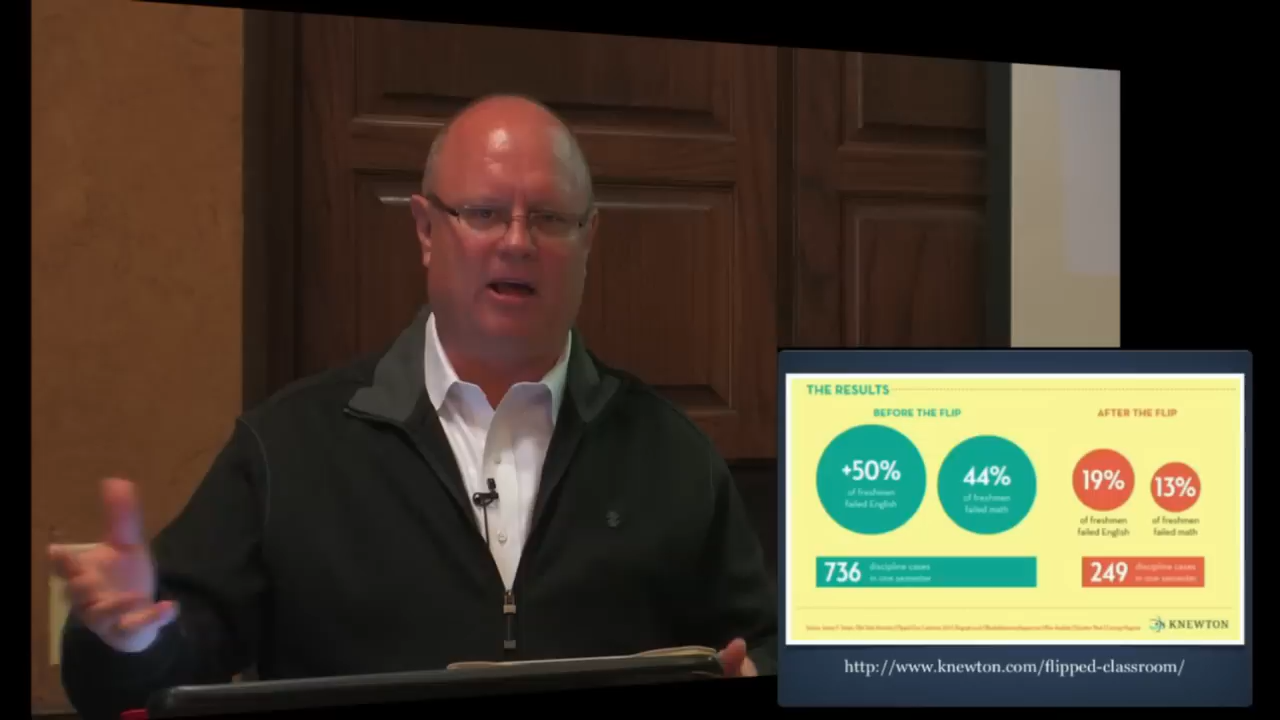 THE RESULTS
BEFORE THE FLIP
AFTER THE FLIP
+50%
of freshmen
failed English
44%
of freshmen
failed math
19%
of freshmen
failed English
13%
of freshmen
failed math
736
discipline cases
in one semester
249
discipline cases
in one semester
KNEWTON
http://www.knewton.com/flipped-classroom/